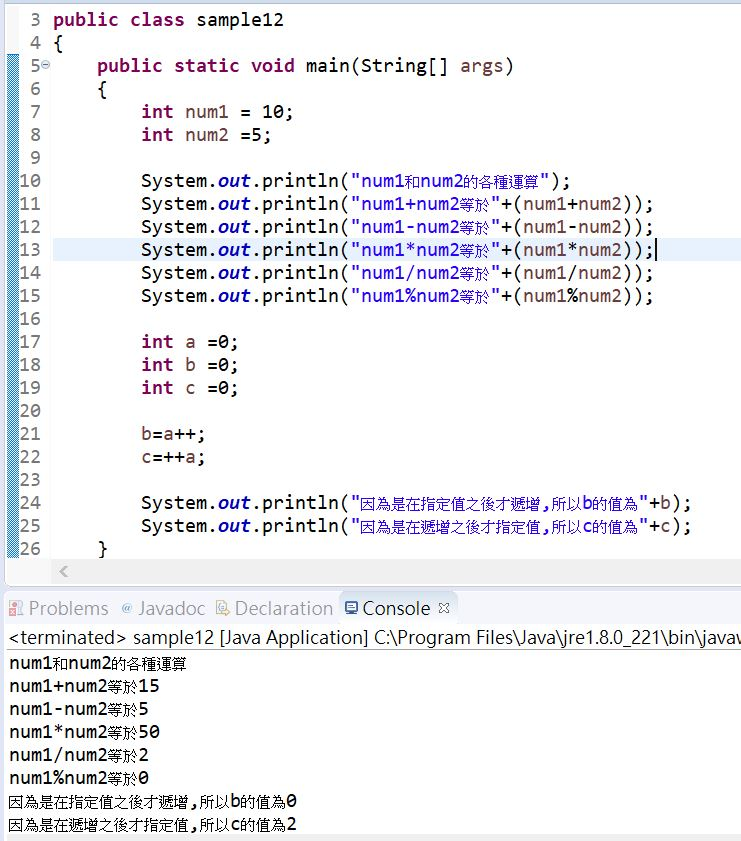 3 public class sample12
4 {
5 public static void main(String[] args)
6 {
7 int num1 = 10;
8 int num2 =5;
9
10 System.out.println("num1和num2的各種運算");
11 System.out.println("num1+num2等於"+(num1+num2));
12 System.out.println("num1-num2等於"+(num1-num2));
13 System.out.println("num1*num2等於"+(num1*num2));
14 System.out.println("num1/num2等於"+(num1/num2));
15 System.out.println("num1%num2等於"+(num1%num2));
16
17 int a =0;
18 int b =0;
19 int c =0;
20
21 b=a++;
22 c=++a;
23
24 System.out.println("因為是在指定值之後才遞增,所以b的值為"+b);
25 System.out.println("因為是在遞增之後才指定值,所以c的值為"+c);
26 }
Problems @ Javadoc Declaration Console
<terminated> sample12 [Java Application] C:\Program Files\Java\jre1.8.0_221\bin\javaw
num1和num2的各種運算
num1+num2等於15
num1-num2等於5
num1*num2等於50
num1/num2等於2
num1%num2等於0
因為是在指定值之後才遞增,所以b的值為0
因為是在遞增之後才指定值,所以c的值為2